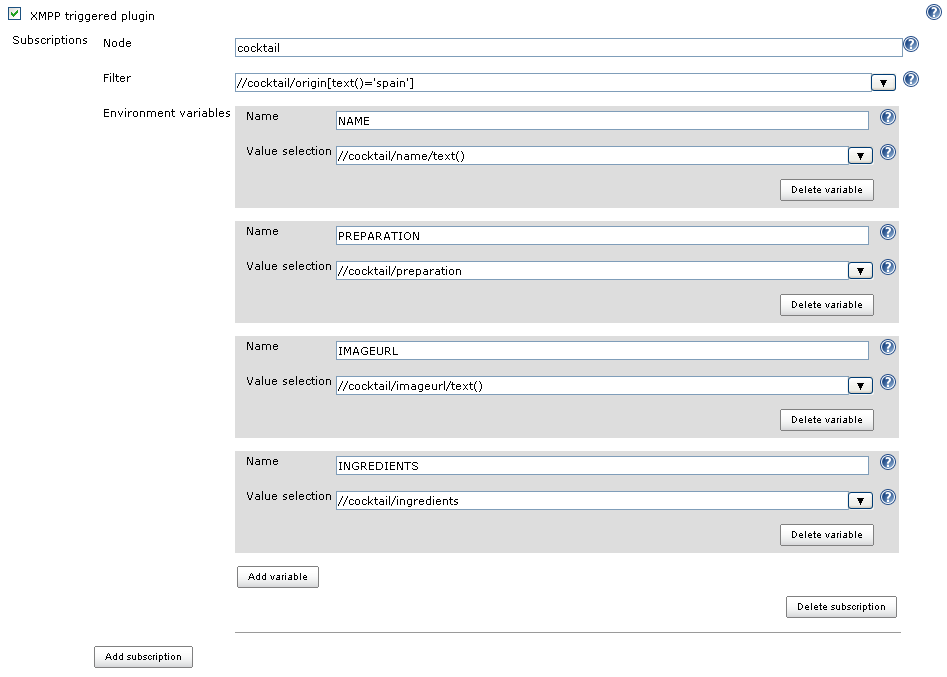 XMPP triggered plugin
Subscriptions
Node
cocktail
Filter
//cocktail/origin[text()='spain']
Environment variables
Name
NAME
Value selection
//cocktail/name/text()
Delete variable
Name
PREPARATION
Value selection
//cocktail/preparation
Delete variable
Name
IMAGEURL
Value selection
//cocktail/imageurl/text()
Delete variable
Name
INGREDIENTS
Value selection
//cocktail/ingredients
Delete variable
Add variable
Delete subscription
Add subscription